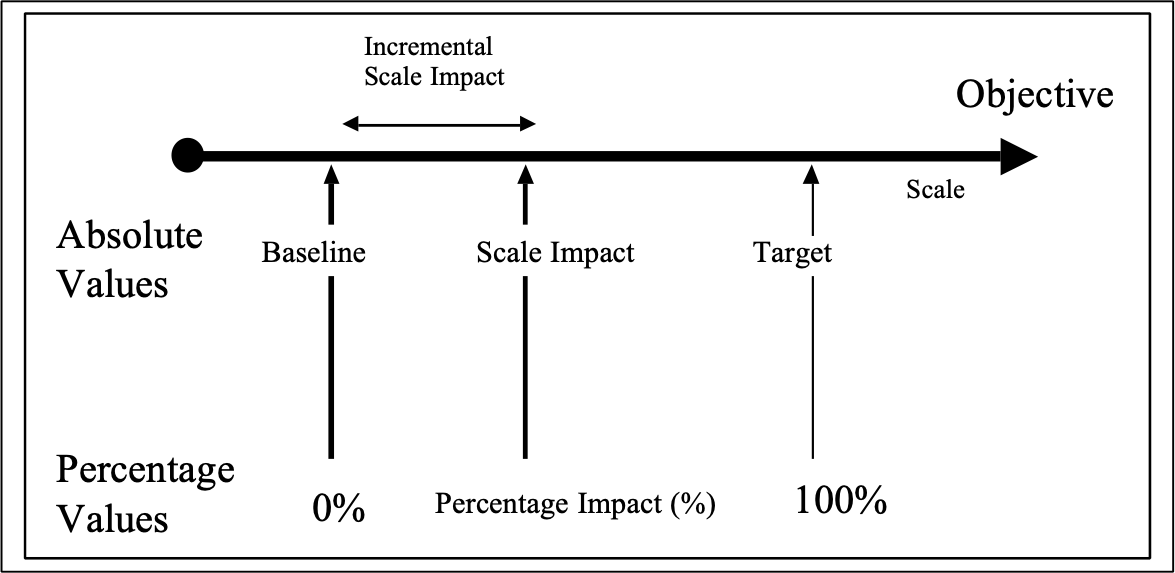 Incremental
Scale Impact
Objective
Scale
Absolute
Values
Baseline
Scale Impact
Target
Percentage
Values
0%
Percentage Impact (%)
100%